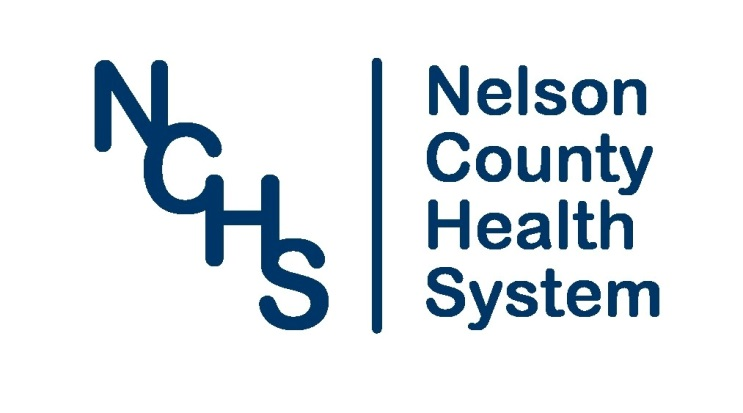 NCHS
Nelson
County
Health
System